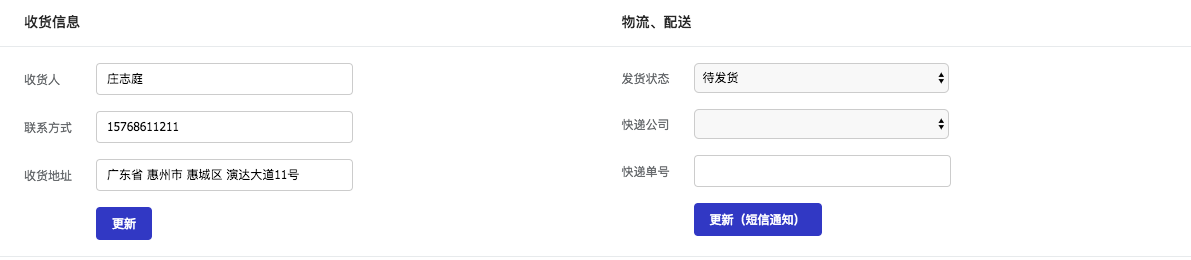 收货信息
收货人
庄志庭
联系方式
15768611211
收货地址
广东省 惠州市 惠城区 演达大道11号
更新
物流、配送
发货状态
待发货
快递公司
快递单号
更新（短信通知）